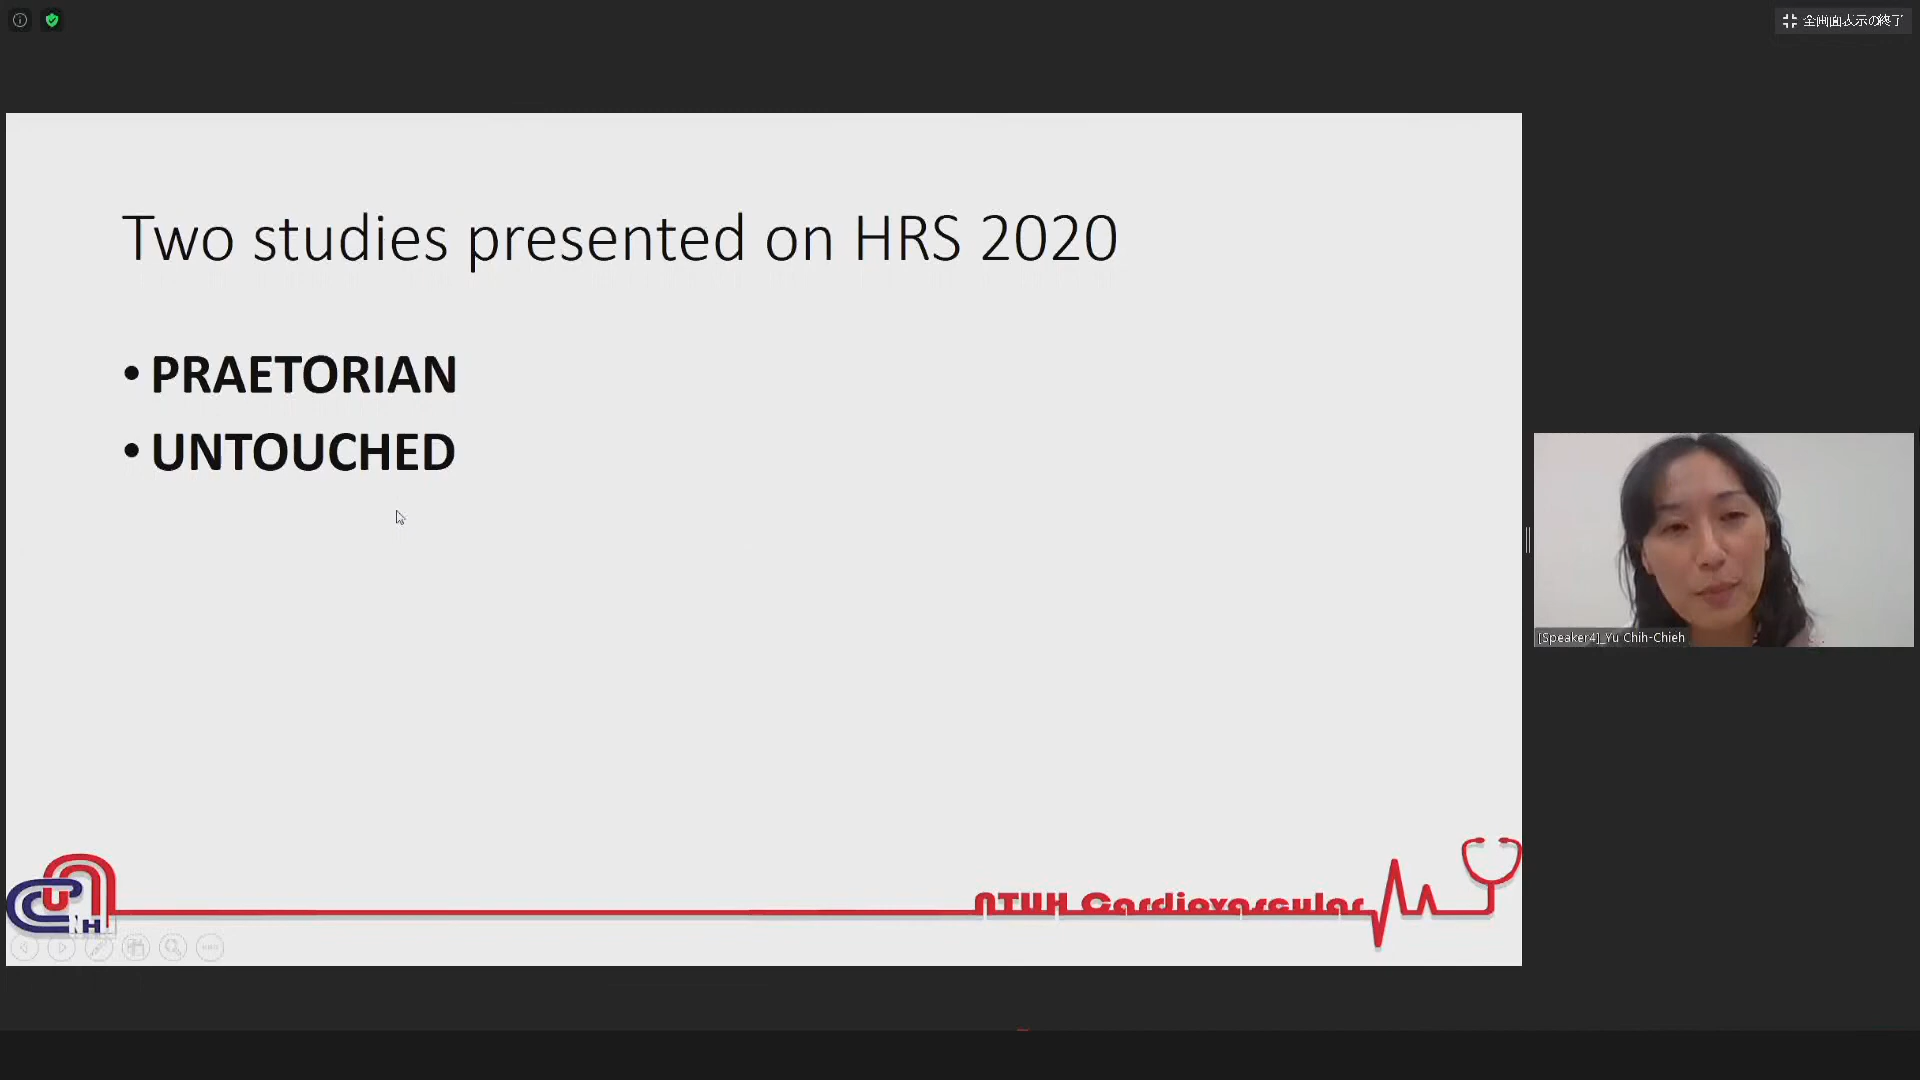 全画面表示の終了
Two studies presented on HRS 2020
• PRAETORIAN
• UNTOUCHED
[Speaker4]_Yu Chih-Chieh
NTUH Cardiovascular